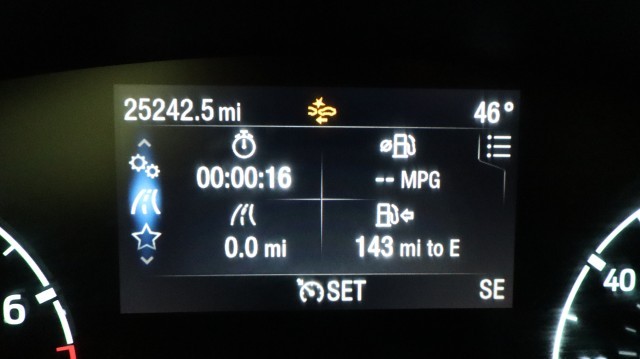 25242.5 mi 46°
00:00:16 -- MPG
0.0 mi 143 mi to E
SET SE
6 40